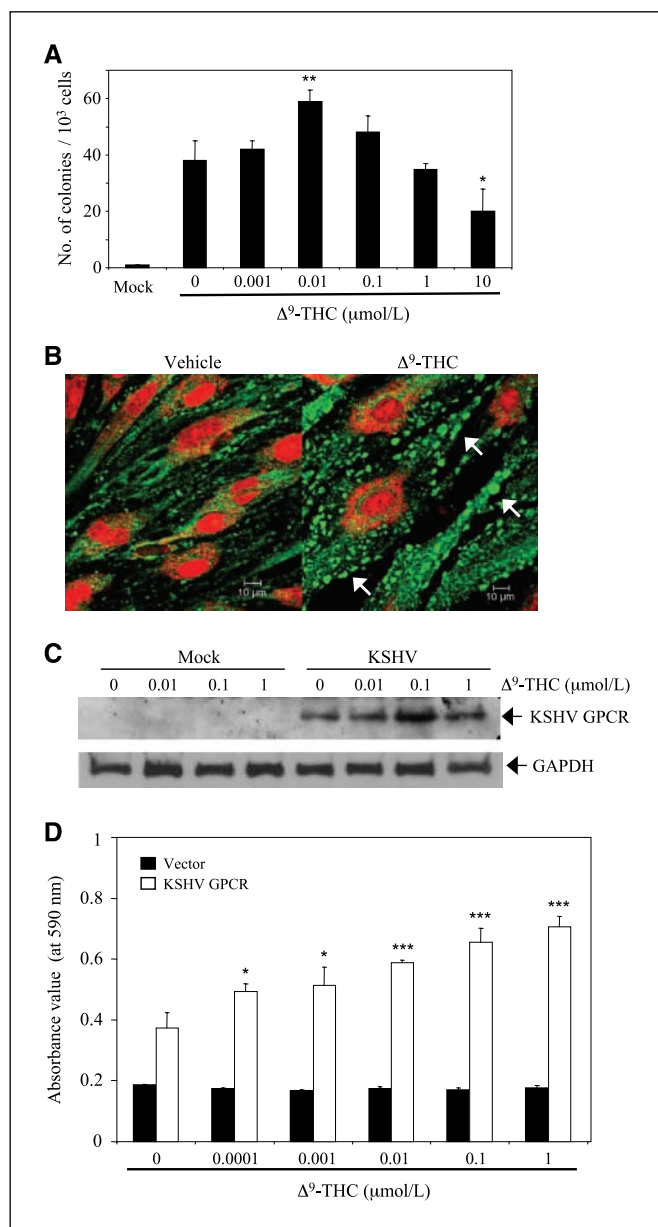 A
No. of colonies / 10³ cells
60
40
20
0
**
*
Mock
0 0.001 0.01 0.1 1 10
Δ⁹-THC (μmol/L)
B
Vehicle Δ⁹-THC
10 μm 10 μm
C
Mock KSHV
0 0.01 0.1 1 0 0.01 0.1 1 Δ⁹-THC (μmol/L)
KSHV GPCR
GAPDH
D
Absorbance value (at 590 nm)
1
0.8
0.6
0.4
0.2
0
Vector
KSHV GPCR
* * *** *** ***
0 0.0001 0.001 0.01 0.1 1
Δ⁹-THC (μmol/L)